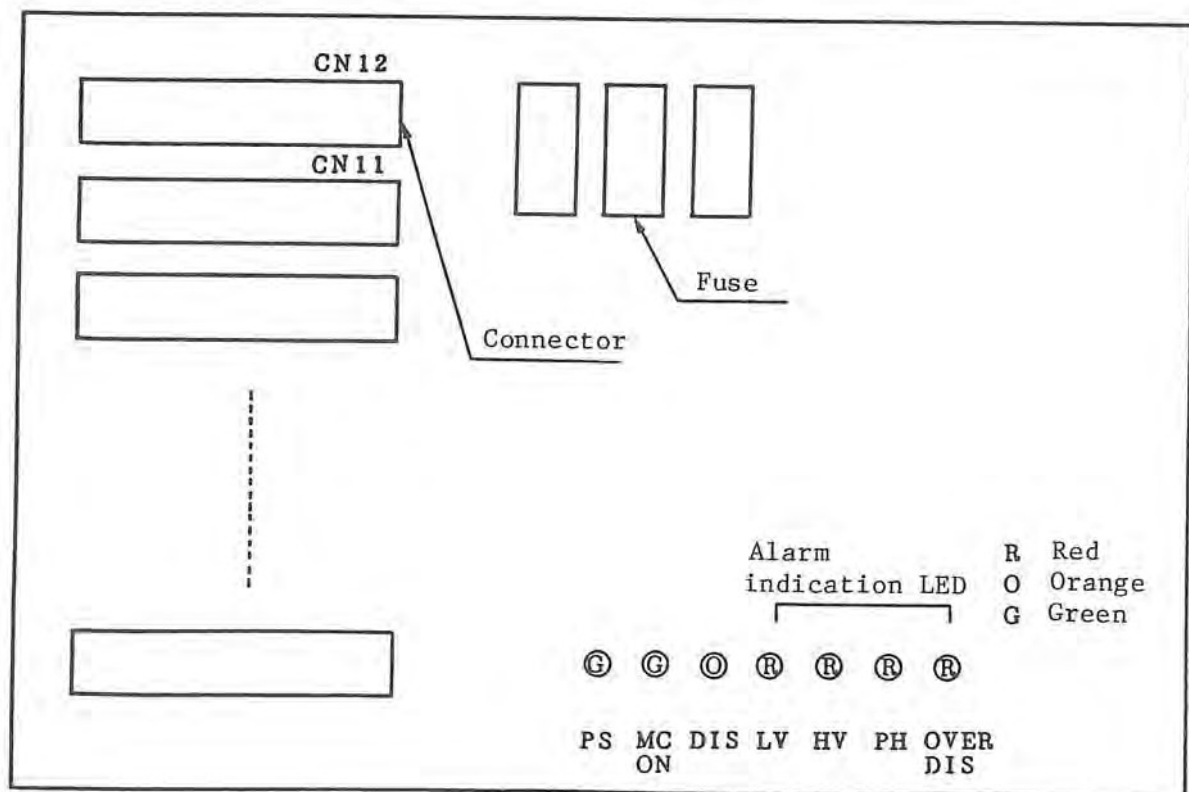 CN12
CN11
Fuse
Connector
Alarm
indication LED
R Red
O Orange
G Green
G G O R R R R
PS MC DIS LV HV PH OVER
ON DIS